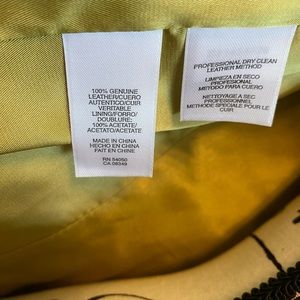 100% GENUINE
LEATHER/CUERO
AUTENTICO/CUIR
VERITABLE
LINING/FORRO/
DOUBLURE:
100% ACETATE/
ACETATO/ACETATE
MADE IN CHINA
HECHO EN CHINA
FAIT EN CHINE
RN 54050
CA 08349
PROFESSIONAL DRY CLEAN
LEATHER METHOD
LIMPIEZA EN SECO
PROFESIONAL
METODO PARA CUERO
NETTOYAGE A SEC
PROFESSIONNEL
METHODE SPECIALE POUR LE
CUIR